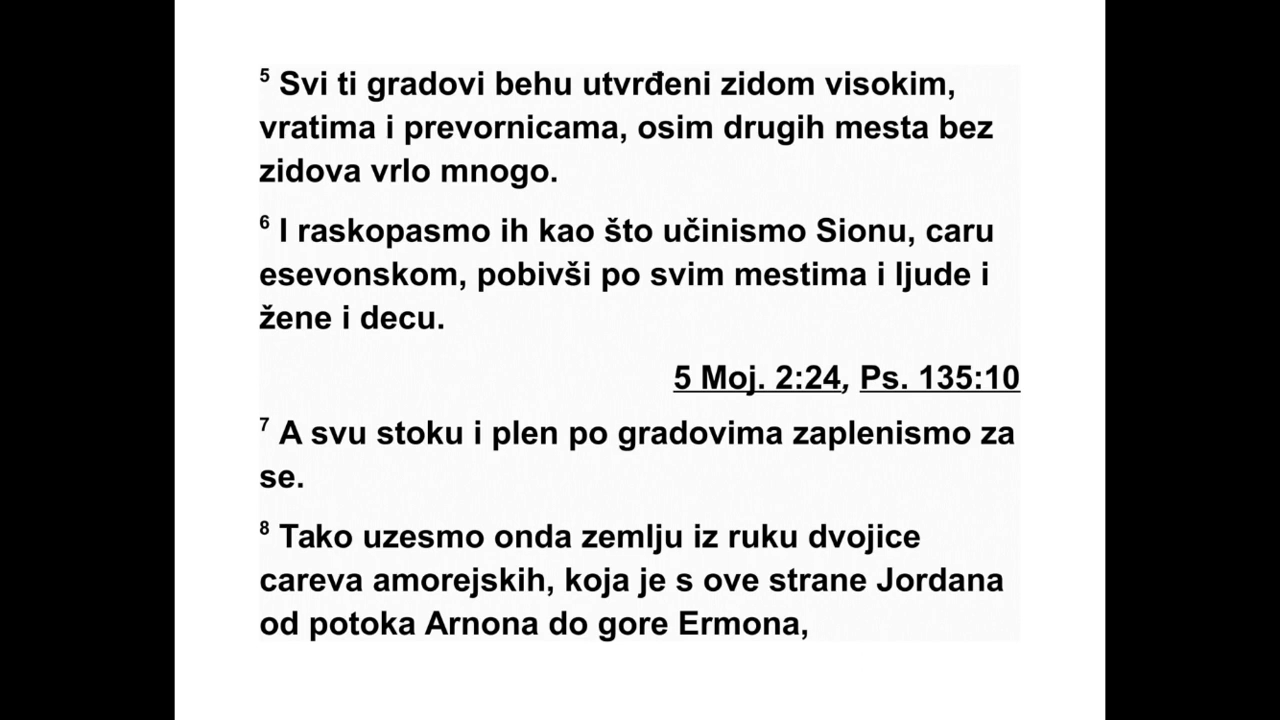 5 Svi ti gradovi behu utvrđeni zidom visokim,
vratima i prevornicama, osim drugih mesta bez
zidova vrlo mnogo.
6 I raskopasmo ih kao što učinismo Sionu, caru
esevonskom, pobivši po svim mestima i ljude i
žene i decu.
5 Moj. 2:24, Ps. 135:10
7 A svu stoku i plen po gradovima zaplenismo za
se.
8 Tako uzesmo onda zemlju iz ruku dvojice
careva amorejskih, koja je s ove strane Jordana
od potoka Arnona do gore Ermona,